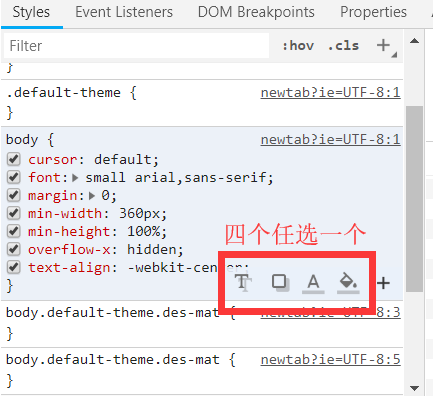 Styles Event Listeners DOM Breakpoints Properties
Filter :hov .cls +
}
.default-theme { newtab?ie=UTF-8:1
}
body { newtab?ie=UTF-8:1
cursor: default;
font: small arial,sans-serif;
margin: 0;
min-width: 360px;
min-height: 100%;
overflow-x: hidden;
四个任选一个
text-align: -webkit-center;
}
body.default-theme.des-mat { newtab?ie=UTF-8:3
}
body.default-theme.des-mat { newtab?ie=UTF-8:5
}